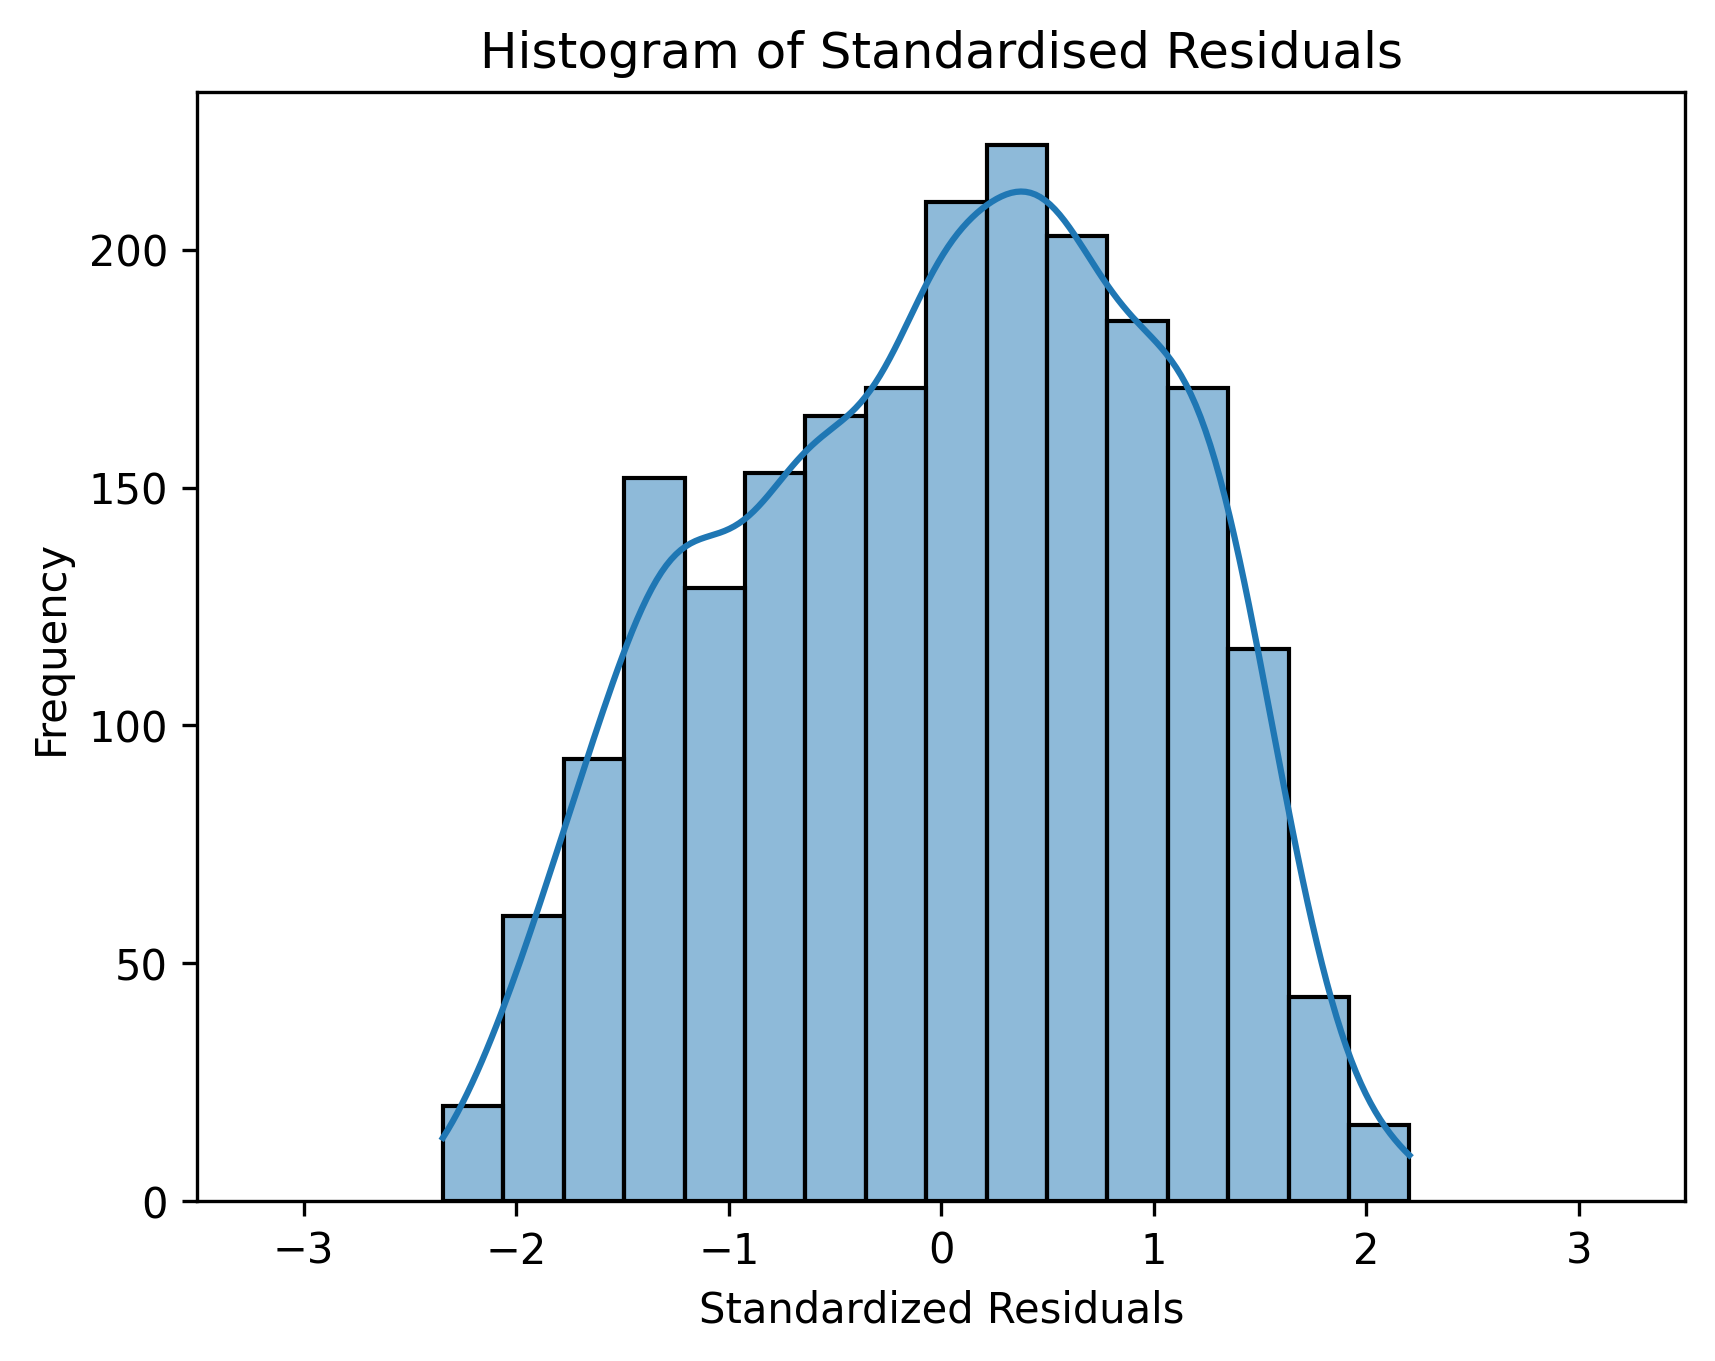 Histogram of Standardised Residuals
Frequency
200
150
100
50
0
−3 −2 −1 0 1 2 3
Standardized Residuals